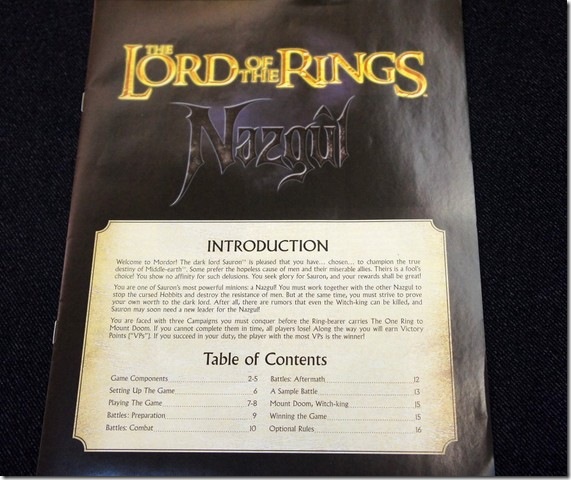 THE
LORD OF THE RINGS
Nazgûl
INTRODUCTION
Welcome to Mordor! The dark lord Sauron™ is pleased that you have... chosen... to champion the true
destiny of Middle-earth™. Some prefer the hopeless cause of men and their miserable allies. Theirs is a fool's
choice! You show no affinity for such delusions. You seek glory for Sauron, and your rewards shall be great!
You are one of Sauron's most powerful minions: a Nazgul! You must work together with the other Nazgul to
stop the cursed Hobbits and destroy the resistance of men. But at the same time, you must strive to prove
your own worth to the dark lord. After all, there are rumors that even the Witch-king can be killed, and
Sauron may soon need a new leader for the Nazgul!
You are faced with three Campaigns you must conquer before the Ring-bearer carries The One Ring to
Mount Doom. If you cannot complete them in time, all players lose! Along the way you will earn Victory
Points ("VPs"). If you succeed in your duty, the player with the most VPs is the winner!
Table of Contents
Game Components 2-5
Setting Up The Game 6
Playing The Game 7-8
Battles: Preparation 9
Battles: Combat 10
Battles: Aftermath 12
A Sample Battle 13
Mount Doom, Witch-king 15
Winning the Game 15
Optional Rules 16